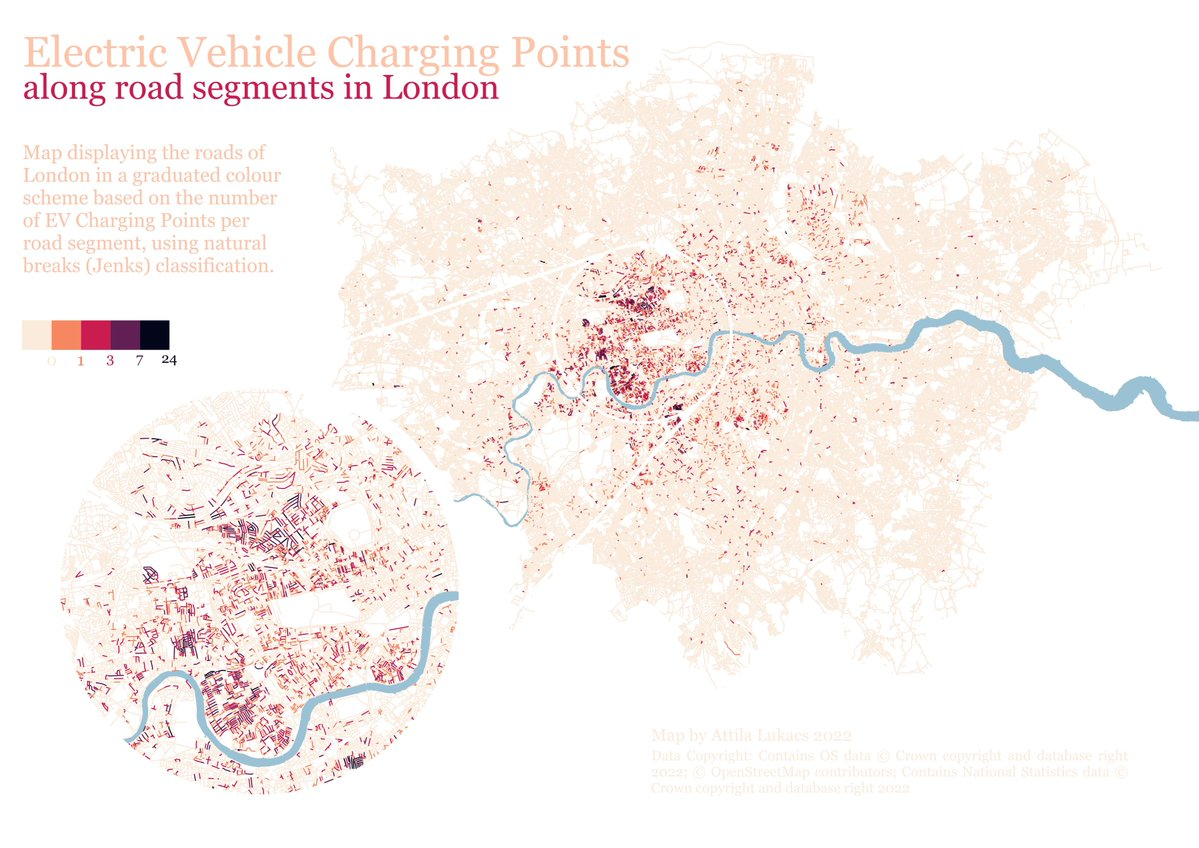 Electric Vehicle Charging Points
along road segments in London
Map displaying the roads of
London in a graduated colour
scheme based on the number
of EV Charging Points per
road segment, using natural
breaks (Jenks) classification.
0 1 3 7 24
Map by Attila Lukacs 2022
Data Copyright: Contains OS data © Crown copyright and database right
2022; © OpenStreetMap contributors; Contains National Statistics data ©
Crown copyright and database right 2022